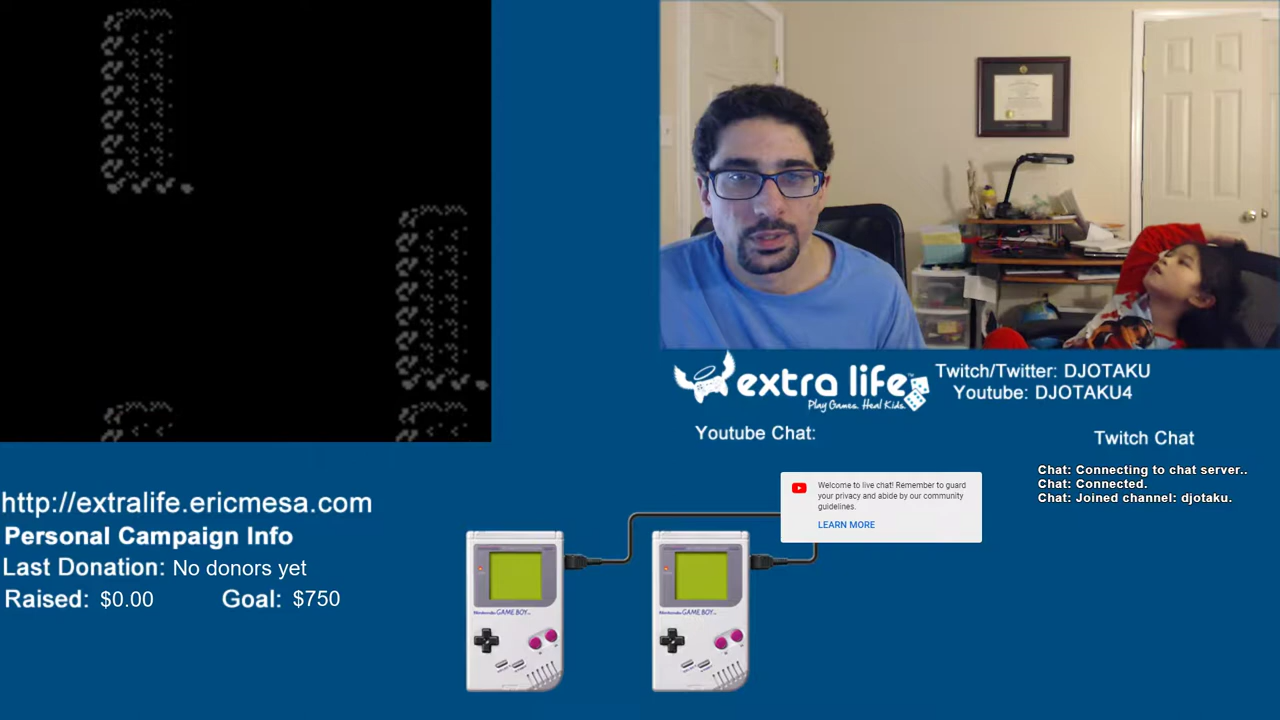 extra life
Play Games. Heal Kids.
Twitch/Twitter: DJOTAKU
Youtube: DJOTAKU4
Youtube Chat:
Twitch Chat
Welcome to live chat! Remember to guard
your privacy and abide by our community
guidelines.
LEARN MORE
Chat: Connecting to chat server..
Chat: Connected.
Chat: Joined channel: djotaku.
http://extralife.ericmesa.com
Personal Campaign Info
Last Donation: No donors yet
Raised: $0.00 Goal: $750
Nintendo GAME BOY
Nintendo GAME BOY